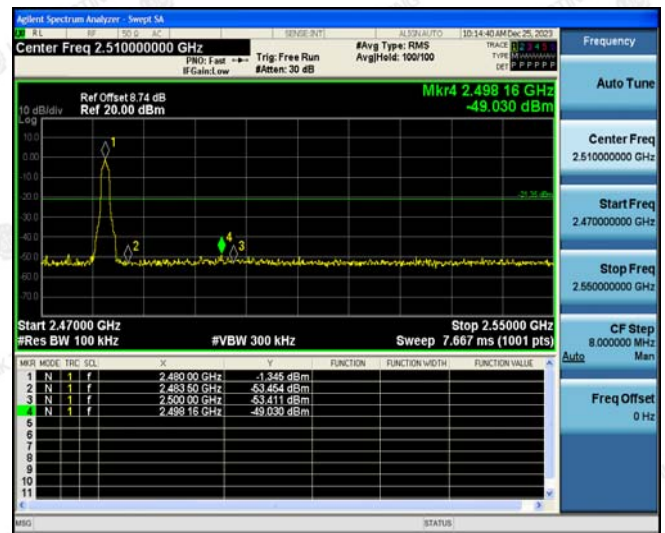 Agilent Spectrum Analyzer - Swept SA
RL RF 50 Ω AC SENSE:INT ALIGN AUTO 10:14:40 AM Dec 25, 2023
Center Freq 2.510000000 GHz
PNO: Fast Trig: Free Run
IFGain:Low #Atten: 30 dB
#Avg Type: RMS
Avg|Hold: 100/100
TRACE 1 2 3 4 5 6
TYPE M
DET P P P P P P
Frequency
Auto Tune
Mkr4 2.498 16 GHz
-49.030 dBm
Ref Offset 8.74 dB
10 dB/div Ref 20.00 dBm
Log
10.0
0.00
-10.0
-20.0
-30.0
-40.0
-50.0
-60.0
-70.0
1
2
4
3
-21.35 dBm
Start 2.47000 GHz Stop 2.55000 GHz
#Res BW 100 kHz #VBW 300 kHz Sweep 7.667 ms (1001 pts)
Center Freq
2.510000000 GHz
Start Freq
2.470000000 GHz
Stop Freq
2.550000000 GHz
CF Step
8.000000 MHz
Auto Man
Freq Offset
0 Hz
MKR MODE TRC SCL X Y FUNCTION FUNCTION WIDTH FUNCTION VALUE
1 N 1 f 2.480 00 GHz -1.345 dBm
2 N 1 f 2.483 50 GHz -53.454 dBm
3 N 1 f 2.500 00 GHz -53.411 dBm
4 N 1 f 2.498 16 GHz -49.030 dBm
5
6
7
8
9
10
11
MSG STATUS